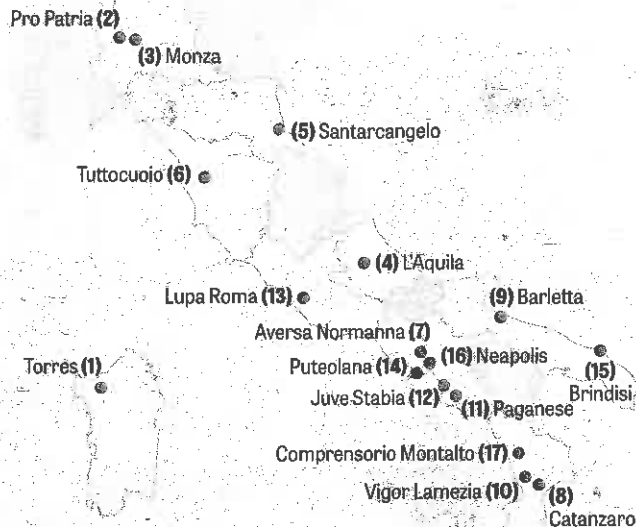 Pro Patria (2)
(3) Monza
(5) Santarcangelo
Tuttocuoio (6)
(4) L'Aquila
Lupa Roma (13)
(9) Barletta
Aversa Normanna (7)
(16) Neapolis
Puteolana (14)
Torres (1)
(15)
Brindisi
Juve Stabia (12)
(11) Paganese
Comprensorio Montalto (17)
Vigor Lamezia (10)
(8)
Catanzaro